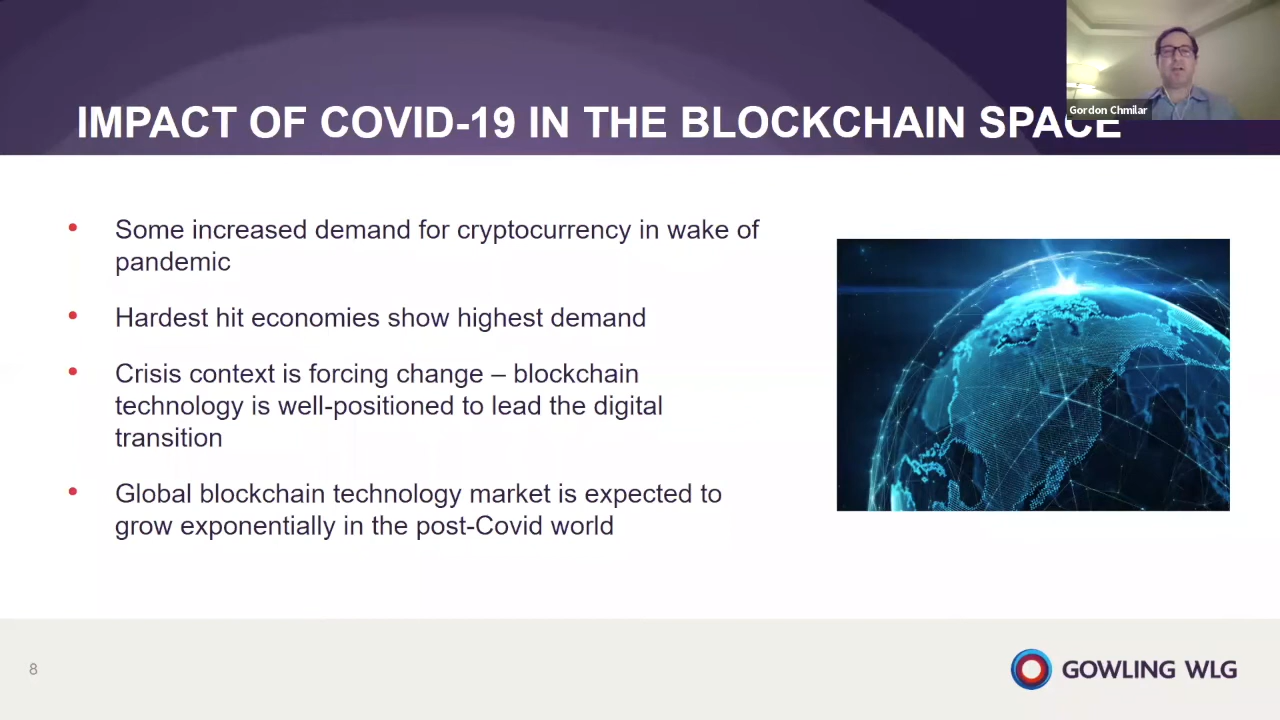 Gordon Chmilar
IMPACT OF COVID-19 IN THE BLOCKCHAIN SPACE
• Some increased demand for cryptocurrency in wake of
pandemic
• Hardest hit economies show highest demand
• Crisis context is forcing change – blockchain
technology is well-positioned to lead the digital
transition
• Global blockchain technology market is expected to
grow exponentially in the post-Covid world
8
GOWLING WLG